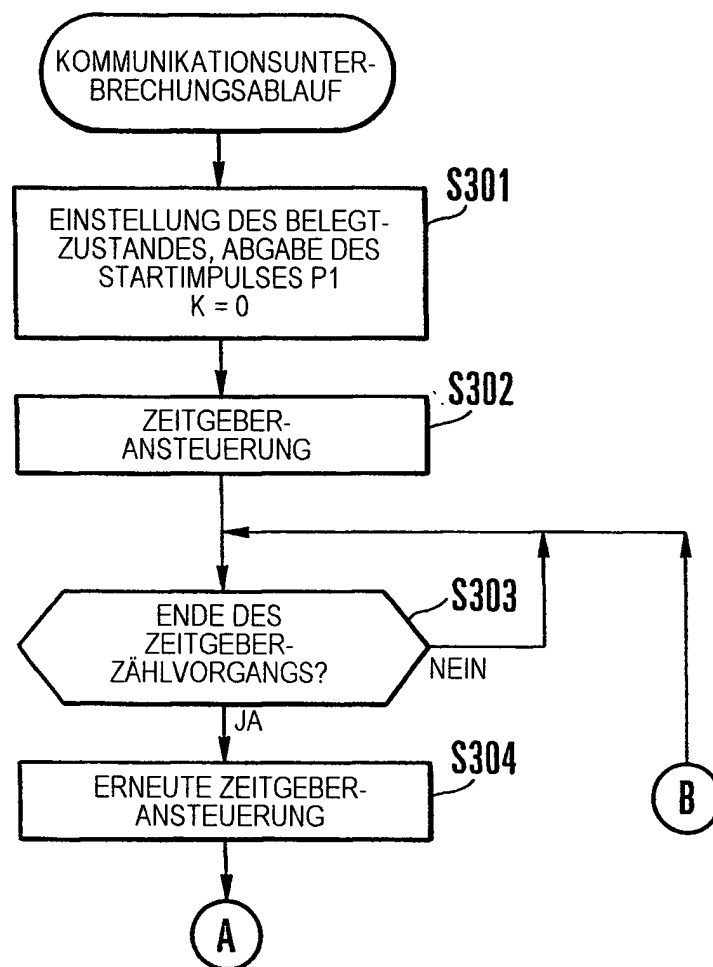 KOMMUNIKATIONSUNTER-
BRECHUNGSABLAUF
S301
EINSTELLUNG DES BELEGT-
ZUSTANDES, ABGABE DES
STARTIMPULSES P1
K = 0
S302
ZEITGEBER-
ANSTEUERUNG
S303
ENDE DES
ZEITGEBER-
ZÄHLVORGANGS?
NEIN
JA
S304
ERNEUTE ZEITGEBER-
ANSTEUERUNG
B
A